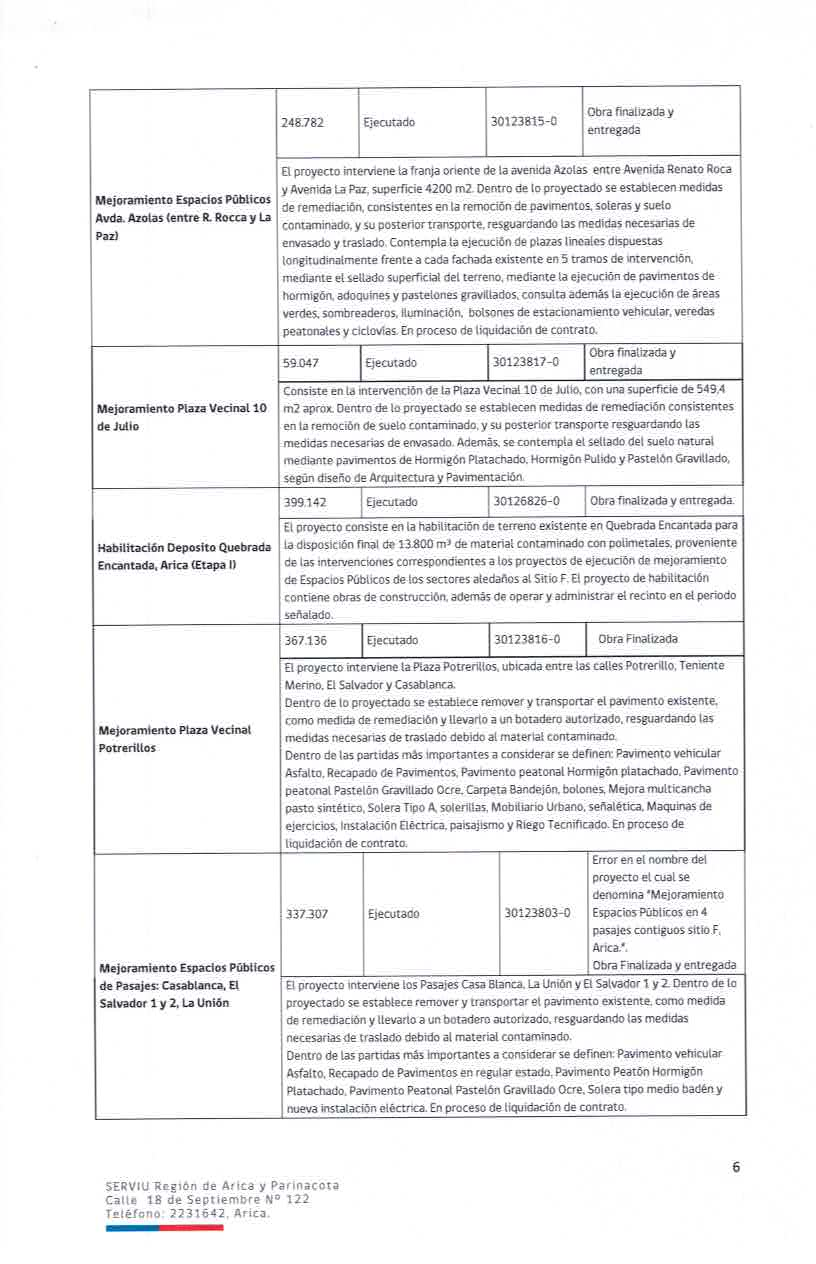 248.782 Ejecutado 30123815-0 Obra finalizada y
entregada
Mejoramiento Espacios Públicos
Avda. Azolas (entre R. Rocca y La
Paz)
El proyecto interviene la franja oriente de la avenida Azolas entre Avenida Renato Roca
y Avenida La Paz, superficie 4200 m2. Dentro de lo proyectado se establecen medidas
de remediación, consistentes en la remoción de pavimentos, soleras y suelo
contaminado, y su posterior transporte, resguardando las medidas necesarias de
envasado y traslado. Contempla la ejecución de plazas lineales dispuestas
longitudinalmente frente a cada fachada existente en 5 tramos de intervención,
mediante el sellado superficial del terreno, mediante la ejecución de pavimentos de
hormigón, adoquines y pastelones gravillados, consulta además la ejecución de áreas
verdes, sombreaderos, iluminación, bolsones de estacionamiento vehicular, veredas
peatonales y ciclovías. En proceso de liquidación de contrato.
59.047 Ejecutado 30123817-0 Obra finalizada y
entregada
Mejoramiento Plaza Vecinal 10
de Julio
Consiste en la intervención de la Plaza Vecinal 10 de Julio, con una superficie de 549,4
m2 aprox. Dentro de lo proyectado se establecen medidas de remediación consistentes
en la remoción de suelo contaminado, y su posterior transporte resguardando las
medidas necesarias de envasado. Además, se contempla el sellado del suelo natural
mediante pavimentos de Hormigón Platachado, Hormigón Pulido y Pastelón Gravillado,
según diseño de Arquitectura y Pavimentación.
399.142 Ejecutado 30126826-0 Obra finalizada y entregada.
Habilitación Deposito Quebrada
Encantada, Arica (Etapa I)
El proyecto consiste en la habilitación de terreno existente en Quebrada Encantada para
la disposición final de 13.800 m³ de material contaminado con polimetales, proveniente
de las intervenciones correspondientes a los proyectos de ejecución de mejoramiento
de Espacios Públicos de los sectores aledaños al Sitio F. El proyecto de habilitación
contiene obras de construcción, además de operar y administrar el recinto en el periodo
señalado.
367.136 Ejecutado 30123816-0 Obra Finalizada
Mejoramiento Plaza Vecinal
Potrerillos
El proyecto interviene la Plaza Potrerillos, ubicada entre las calles Potrerillo, Teniente
Merino, El Salvador y Casablanca.
Dentro de lo proyectado se establece remover y transportar el pavimento existente,
como medida de remediación y llevarlo a un botadero autorizado, resguardando las
medidas necesarias de traslado debido al material contaminado.
Dentro de las partidas más importantes a considerar se definen: Pavimento vehicular
Asfalto, Recapado de Pavimentos, Pavimento peatonal Hormigón platachado, Pavimento
peatonal Pastelón Gravillado Ocre, Carpeta Bandejón, bolones, Mejora multicancha
pasto sintético, Solera Tipo A, solerillas, Mobiliario Urbano, señalética, Maquinas de
ejercicios, Instalación Eléctrica, paisajismo y Riego Tecnificado. En proceso de
liquidación de contrato.
337.307 Ejecutado 30123803-0 Error en el nombre del
proyecto el cual se
denomina "Mejoramiento
Espacios Públicos en 4
pasajes contiguos sitio F,
Arica.".
Obra Finalizada y entregada
Mejoramiento Espacios Públicos
de Pasajes: Casablanca, El
Salvador 1 y 2, La Unión
El proyecto interviene los Pasajes Casa Blanca, La Unión y El Salvador 1 y 2. Dentro de lo
proyectado se establece remover y transportar el pavimento existente, como medida
de remediación y llevarlo a un botadero autorizado, resguardando las medidas
necesarias de traslado debido al material contaminado.
Dentro de las partidas más importantes a considerar se definen: Pavimento vehicular
Asfalto, Recapado de Pavimentos en regular estado, Pavimento Peatón Hormigón
Platachado, Pavimento Peatonal Pastelón Gravillado Ocre, Solera tipo medio badén y
nueva instalación eléctrica. En proceso de liquidación de contrato.
6
SERVIU Región de Arica y Parinacota
Calle 18 de Septiembre Nº 122
Teléfono: 2231642, Arica.